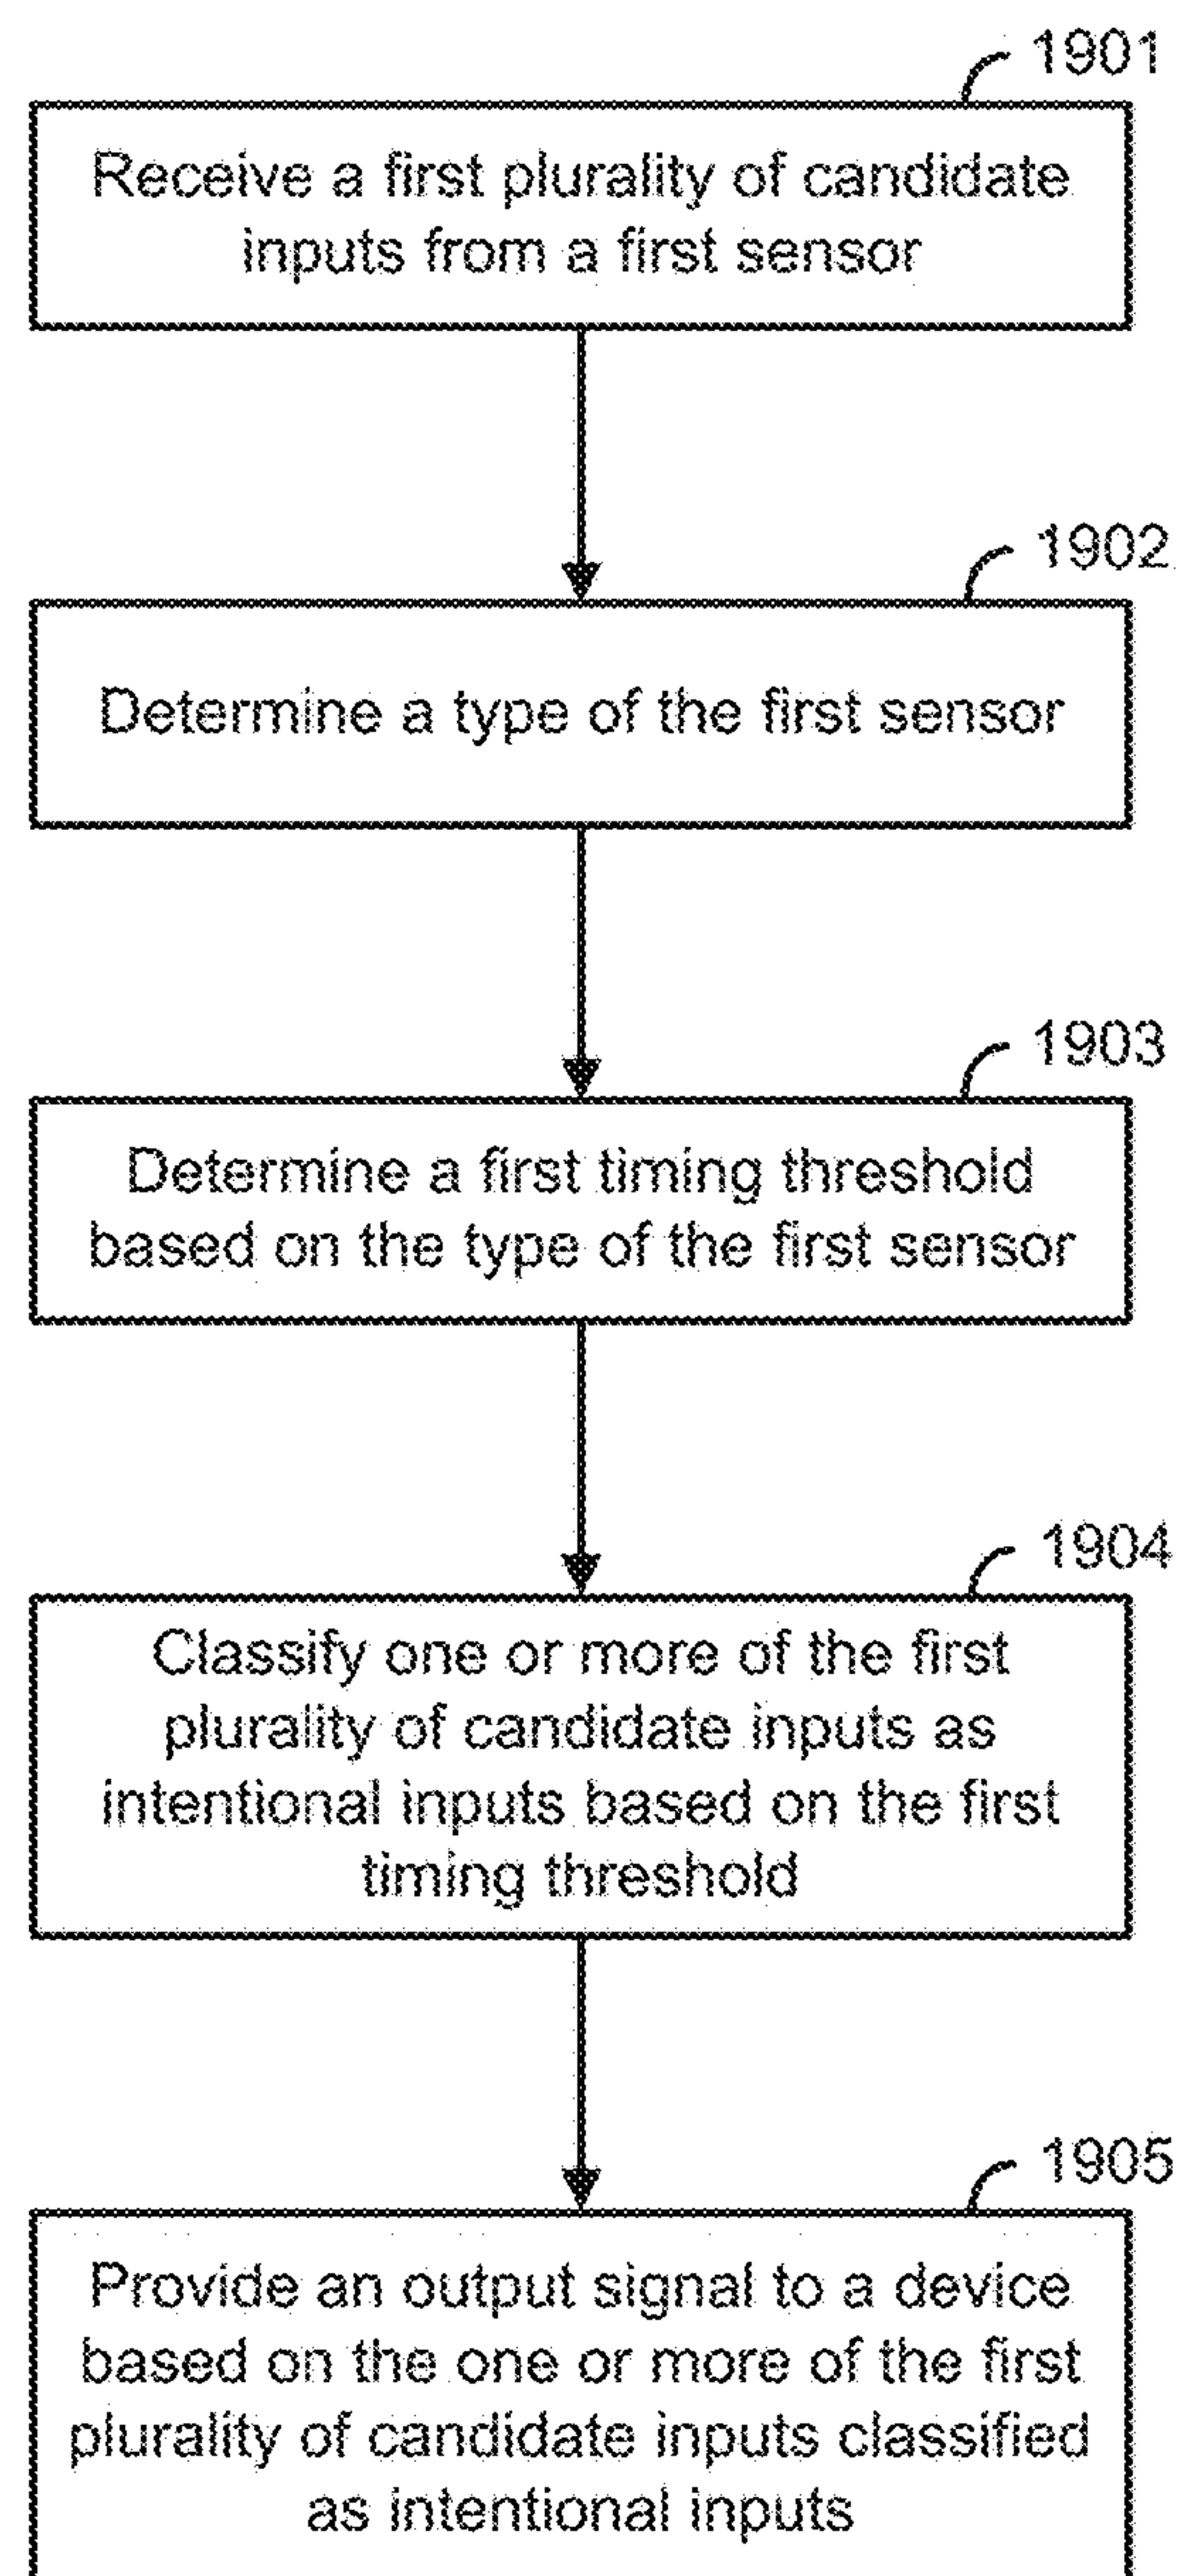 1901
Receive a first plurality of candidate
inputs from a first sensor
1902
Determine a type of the first sensor
1903
Determine a first timing threshold
based on the type of the first sensor
1904
Classify one or more of the first
plurality of candidate inputs as
intentional inputs based on the first
timing threshold
1905
Provide an output signal to a device
based on the one or more of the first
plurality of candidate inputs classified
as intentional inputs